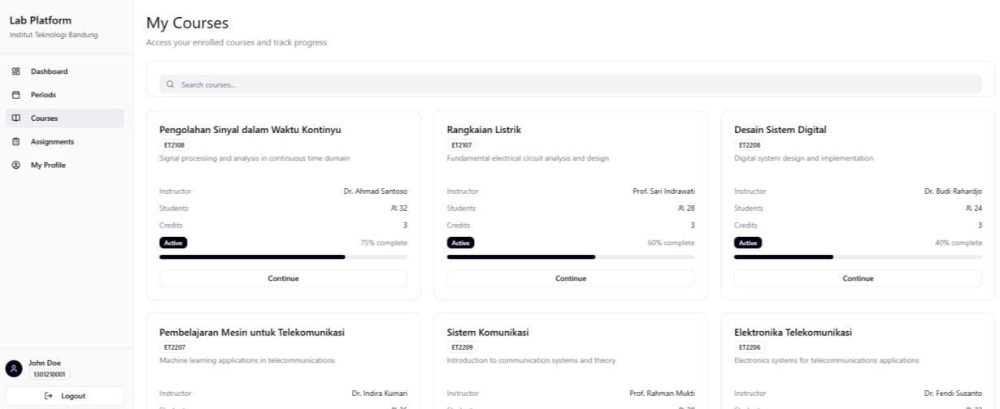 Lab Platform
Institut Teknologi Bandung
Dashboard
Periods
Courses
Assignments
My Profile
John Doe
1301210001
Logout
My Courses
Access your enrolled courses and track progress
Search courses...
Pengolahan Sinyal dalam Waktu Kontinyu
ET2108
Signal processing and analysis in continuous time domain
Instructor Dr. Ahmad Santoso
Students 32
Credits 3
Active 75% complete
Continue
Rangkaian Listrik
ET2107
Fundamental electrical circuit analysis and design
Instructor Prof. Sari Indrawati
Students 28
Credits 3
Active 60% complete
Continue
Desain Sistem Digital
ET2208
Digital system design and implementation
Instructor Dr. Budi Rahardjo
Students 24
Credits 3
Active 40% complete
Continue
Pembelajaran Mesin untuk Telekomunikasi
ET2207
Machine learning applications in telecommunications
Instructor Dr. Indira Kumari
Sistem Komunikasi
ET2209
Introduction to communication systems and theory
Instructor Prof. Rahman Mukti
Elektronika Telekomunikasi
ET2206
Electronics systems for telecommunications applications
Instructor Dr. Fendi Susanto